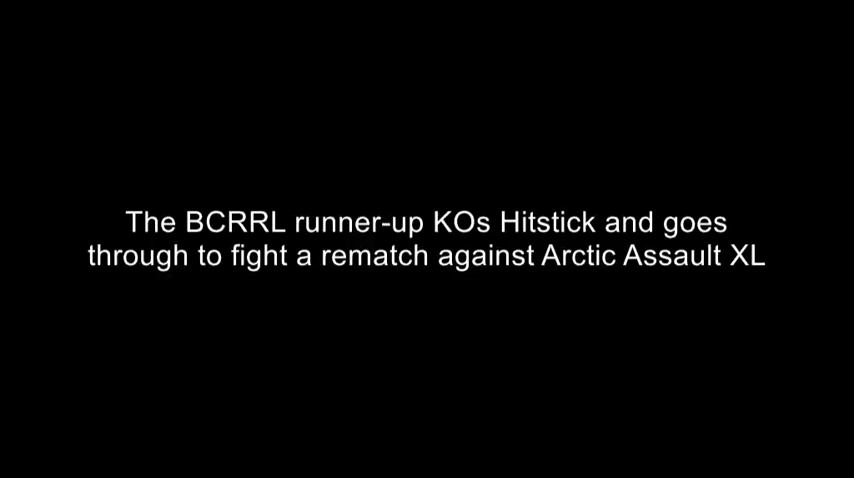 The BCRRL runner-up KOs Hitstick and goes
through to fight a rematch against Arctic Assault XL